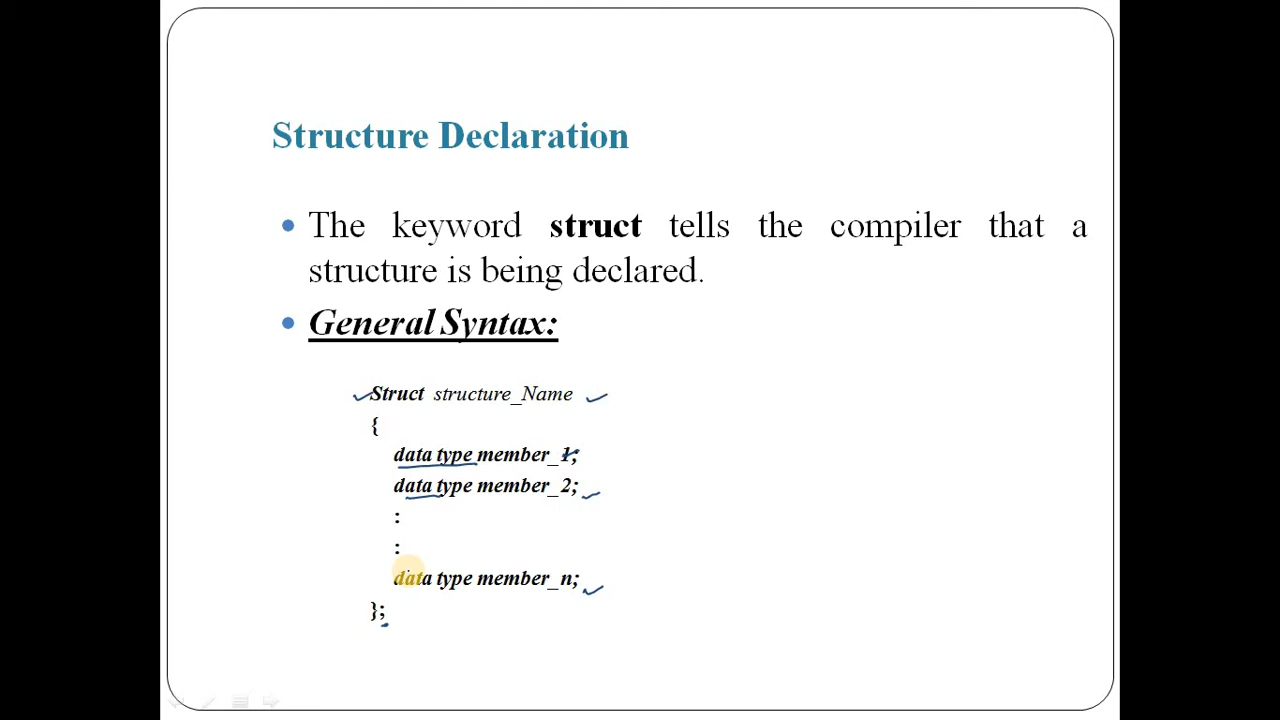 Structure Declaration
• The keyword struct tells the compiler that a
structure is being declared.
• General Syntax:
Struct structure_Name
{
data type member_1;
data type member_2;
:
:
data type member_n;
};